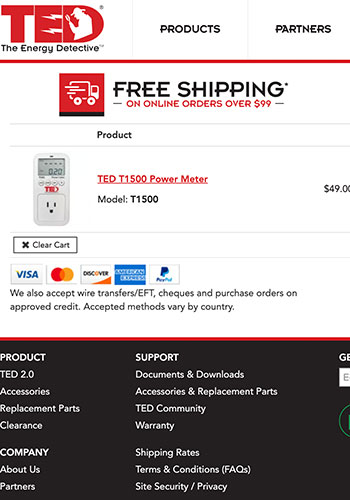 TED
The Energy Detective™
PRODUCTS
PARTNERS
FREE SHIPPING*
ON ONLINE ORDERS OVER $99
Product
TED T1500 Power Meter
$49.00
Model: T1500
✖ Clear Cart
VISA mastercard DISCOVER AMERICAN EXPRESS PayPal
We also accept wire transfers/EFT, cheques and purchase orders on
approved credit. Accepted methods vary by country.
PRODUCT
SUPPORT
GE
TED 2.0
Documents & Downloads
E
Accessories
Accessories & Replacement Parts
Replacement Parts
TED Community
Clearance
Warranty
COMPANY
Shipping Rates
About Us
Terms & Conditions (FAQs)
Partners
Site Security / Privacy